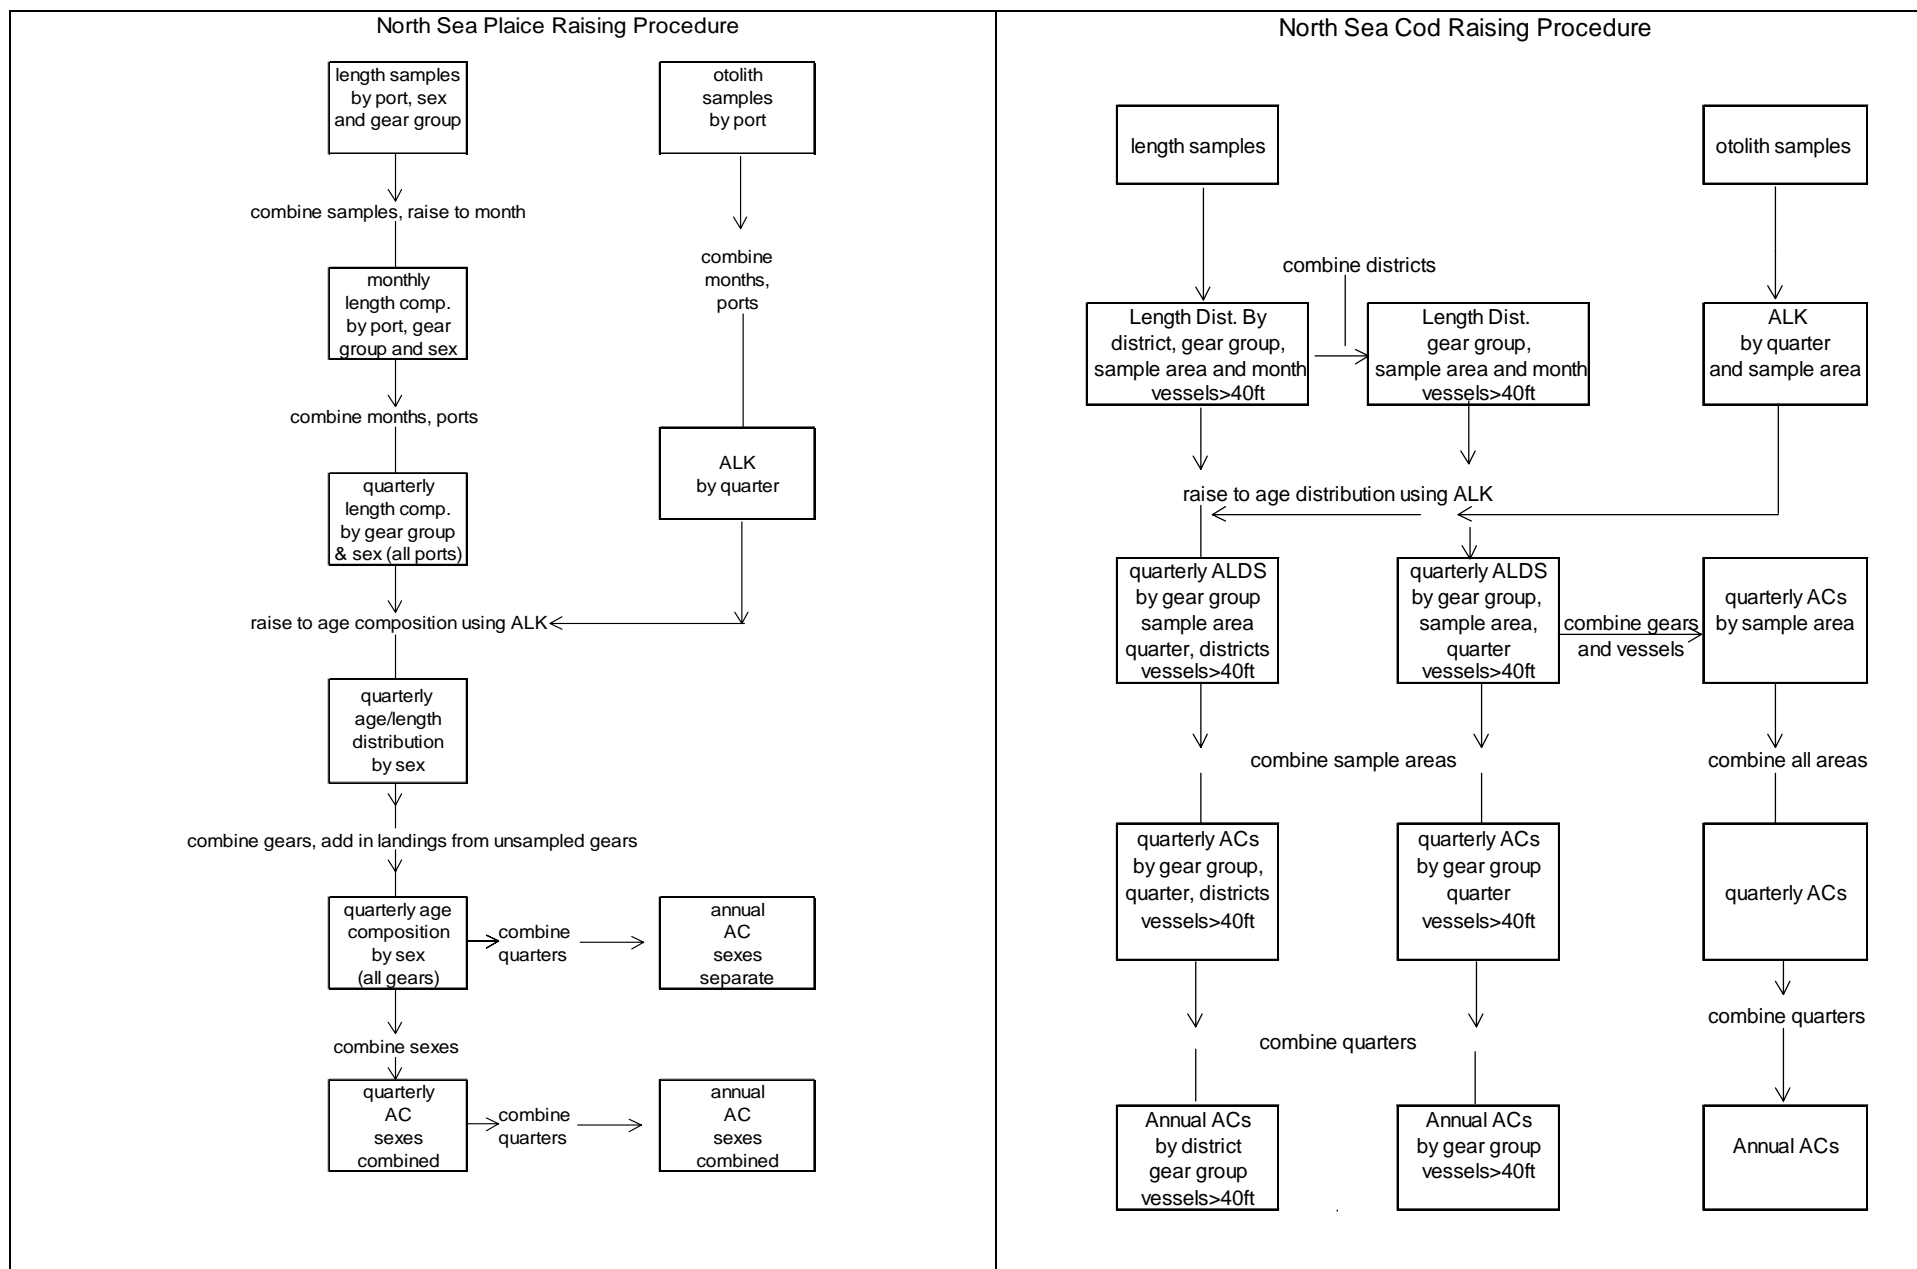 North Sea Plaice Raising Procedure
length samples
by port, sex
and gear group
otolith
samples
by port
combine samples, raise to month
combine
months,
ports
monthly
length comp.
by port, gear
group and sex
combine months, ports
ALK
by quarter
quarterly
length comp.
by gear group
& sex (all ports)
raise to age composition using ALK
quarterly
age/length
distribution
by sex
combine gears, add in landings from unsampled gears
quarterly age
composition
by sex
(all gears)
combine
quarters
annual
AC
sexes
separate
combine sexes
quarterly
AC
sexes
combined
combine
quarters
annual
AC
sexes
combined
North Sea Cod Raising Procedure
length samples
otolith samples
combine districts
Length Dist. By
district, gear group,
sample area and month
vessels>40ft
Length Dist.
gear group,
sample area and month
vessels>40ft
ALK
by quarter
and sample area
raise to age distribution using ALK
quarterly ALDS
by gear group
sample area
quarter, districts
vessels>40ft
quarterly ALDS
by gear group,
sample area,
quarter
vessels>40ft
combine gears
and vessels
quarterly ACs
by sample area
combine sample areas
combine all areas
quarterly ACs
by gear group,
quarter, districts
vessels>40ft
quarterly ACs
by gear group
quarter
vessels>40ft
quarterly ACs
combine quarters
combine quarters
Annual ACs
by district
gear group
vessels>40ft
Annual ACs
by gear group
vessels>40ft
Annual ACs